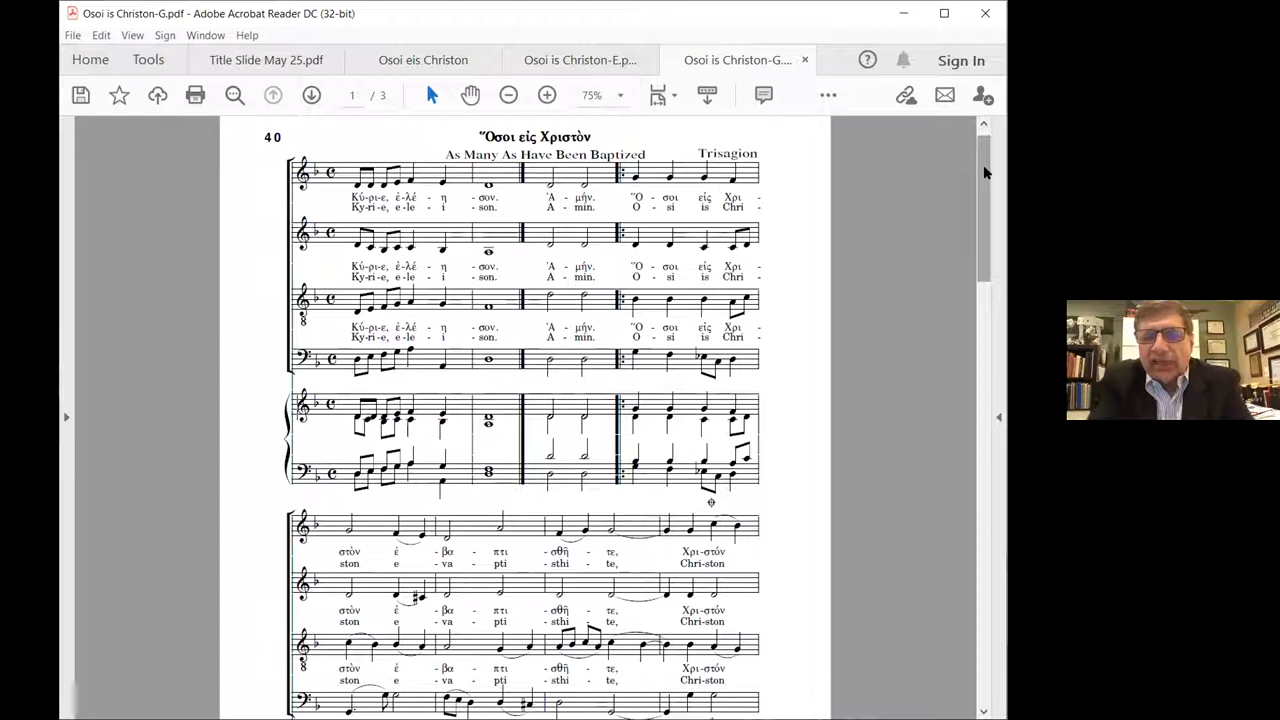 Osoi is Christon-G.pdf - Adobe Acrobat Reader DC (32-bit)
File Edit View Sign Window Help
Home Tools Title Slide May 25.pdf Osoi eis Christon Osoi is Christon-E.p... Osoi is Christon-G.... × Sign In
1 / 3 75%
40 Ὅσοι εἰς Χριστὸν
As Many As Have Been Baptized Trisagion
Κύ-ρι-ε, ἐ-λέ - η - σον. Ἀ - μήν. Ὅ - σοι εἰς Χρι -
Ky-ri-e, e-le - i - son. A - min. O - si is Chri -
Κύ-ρι-ε, ἐ-λέ - η - σον. Ἀ - μήν. Ὅ - σοι εἰς Χρι -
Ky-ri-e, e-le - i - son. A - min. O - si is Chri -
8
Κύ-ρι-ε, ἐ-λέ - η - σον. Ἀ - μήν. Ὅ - σοι εἰς Χρι -
Ky-ri-e, e-le - i - son. A - min. O - si is Chri -
στὸν ἐ - βα - πτι - σθη - τε, Χρι-στόν
ston e - va - pti - sthi - te, Chri-ston
στὸν ἐ - βα - πτι - σθη - τε, Χρι-στόν
ston e - va - pti - sthi - te, Chri-ston
8
στὸν ἐ - βα - πτι - σθη - τε, Χρι-στόν
ston e - va - pti - sthi - te, Chri-ston